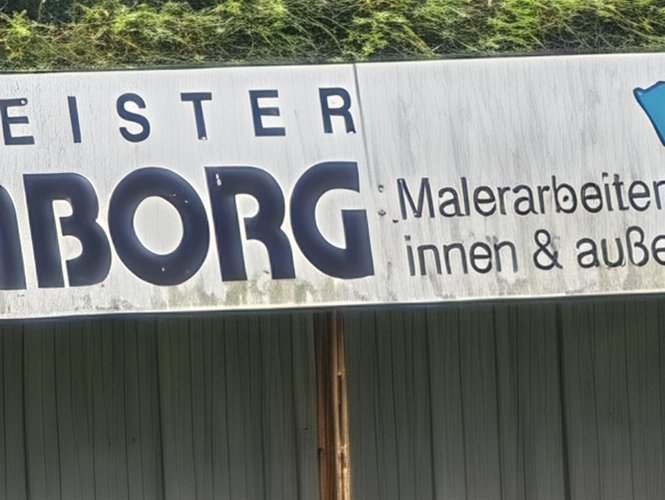 EISTER
BORG
Malerarbeiten
innen & auße